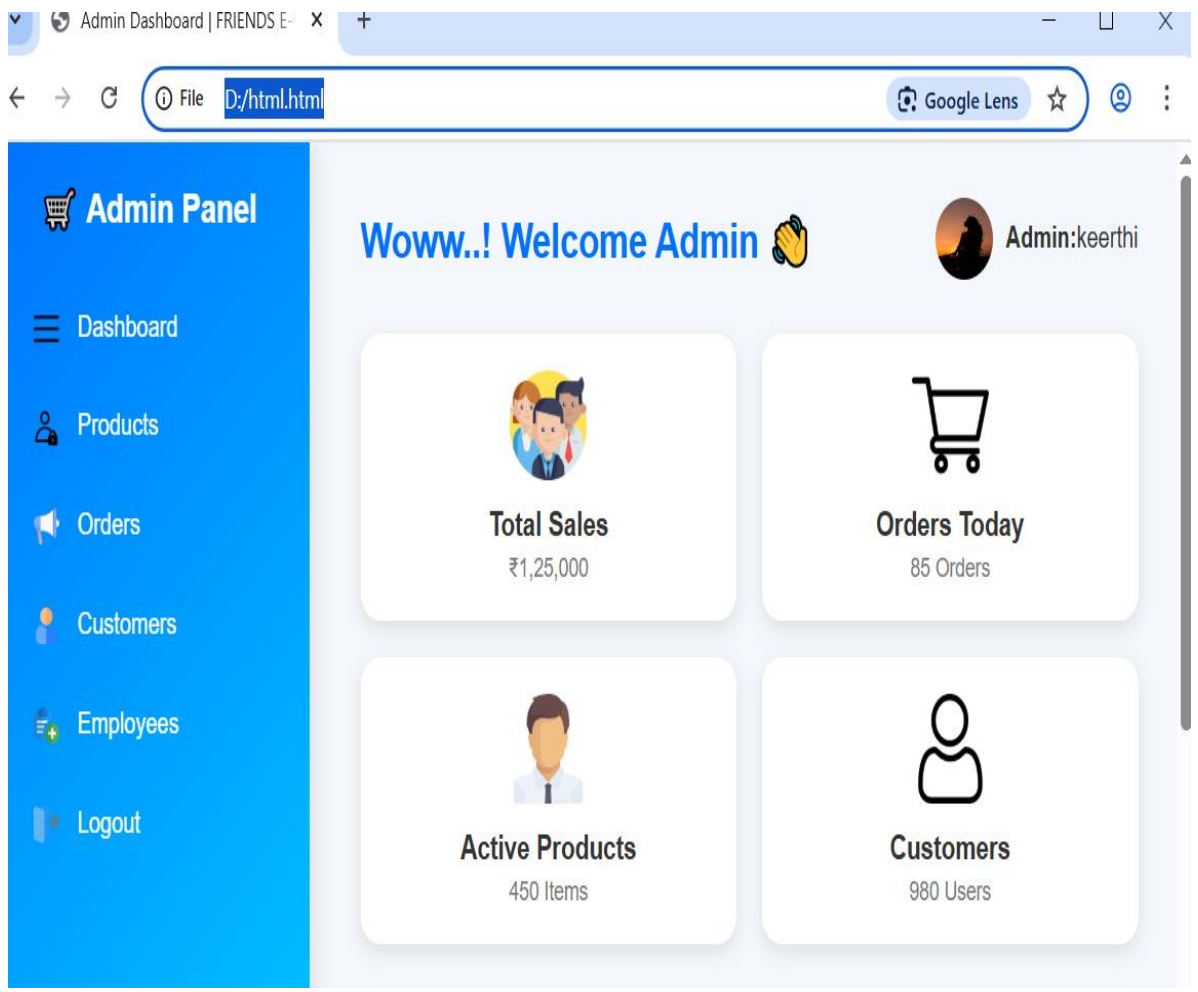 Admin Dashboard | FRIENDS E-
File D:/html.html Google Lens
Admin Panel
Dashboard
Products
Orders
Customers
Employees
Logout
Woww..! Welcome Admin 👋
Admin:keerthi
Total Sales
₹1,25,000
Orders Today
85 Orders
Active Products
450 Items
Customers
980 Users